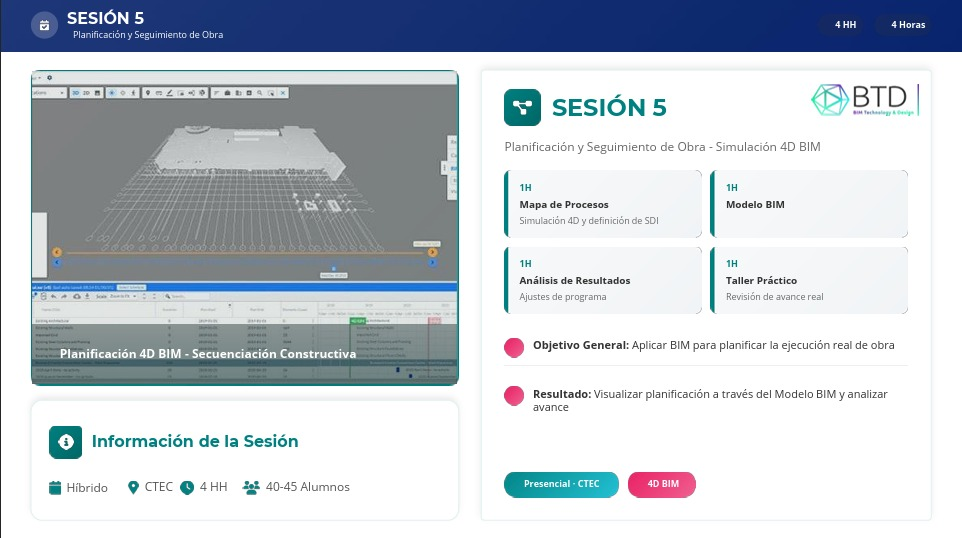 SESIÓN 5
Planificación y Seguimiento de Obra
4 HH
4 Horas
Planificación 4D BIM - Secuenciación Constructiva
Información de la Sesión
Híbrido
CTEC
4 HH
40-45 Alumnos
SESIÓN 5
BTD
BIM Technology & Design
Planificación y Seguimiento de Obra - Simulación 4D BIM
1H
Mapa de Procesos
Simulación 4D y definición de SDI
1H
Modelo BIM
1H
Análisis de Resultados
Ajustes de programa
1H
Taller Práctico
Revisión de avance real
Objetivo General: Aplicar BIM para planificar la ejecución real de obra
Resultado: Visualizar planificación a través del Modelo BIM y analizar
avance
Presencial · CTEC
4D BIM